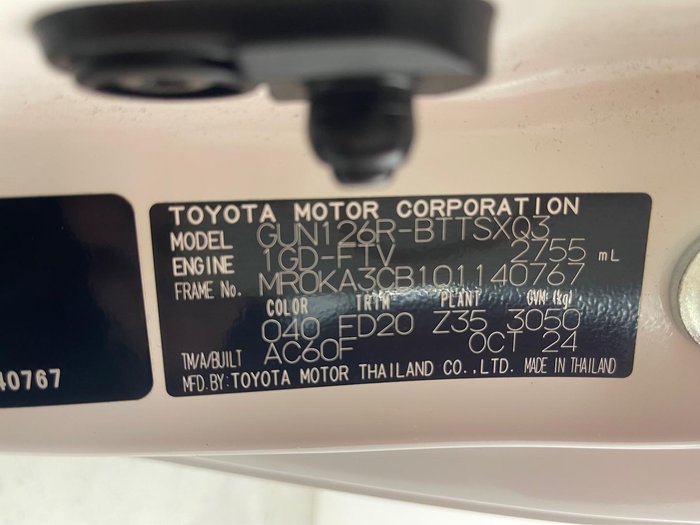 TOYOTA MOTOR CORPORATION
MODEL GUN126R-BTTSXQ3
ENGINE 1GD-FTV 2755 mL
FRAME No. MR0KA3CB101140767
COLOR TRIM PLANT GVM (kg)
040 FD20 Z35 3050
TM/A/BUILT AC60F OCT 24
MFD.BY:TOYOTA MOTOR THAILAND CO.,LTD. MADE IN THAILAND
40767